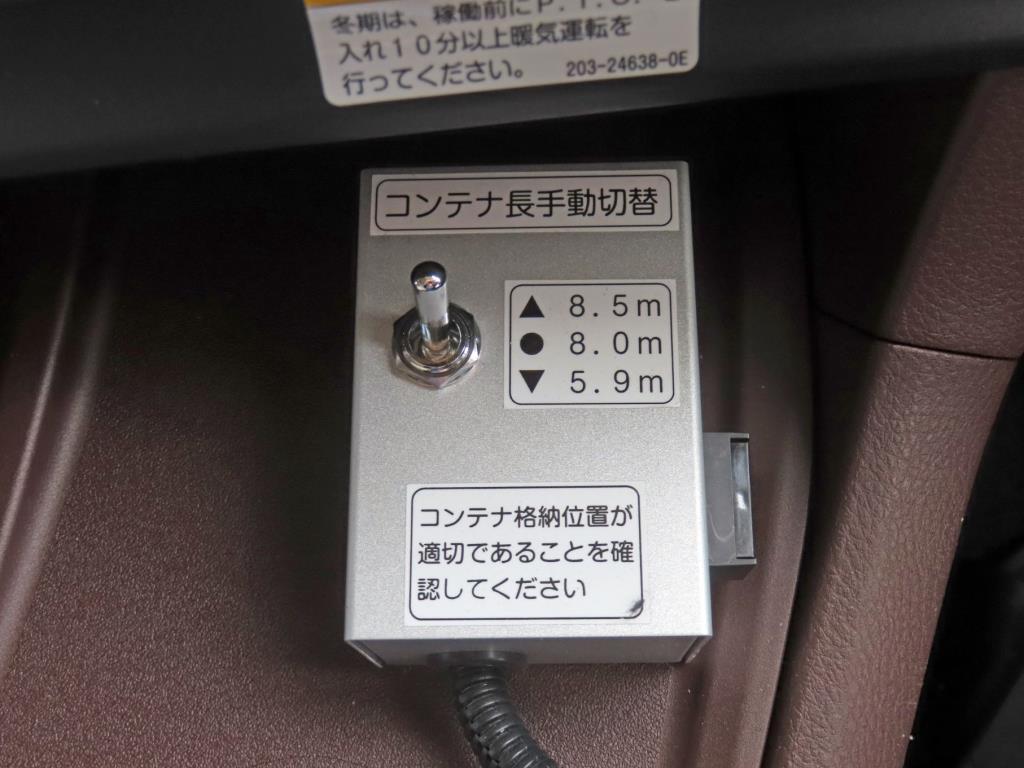 冬期は、稼働前にP.T.O.を
入れ10分以上暖気運転を
行ってください。 203-24638-0E
コンテナ長手動切替
▲ 8.5m
● 8.0m
▼ 5.9m
コンテナ格納位置が
適切であることを確
認してください